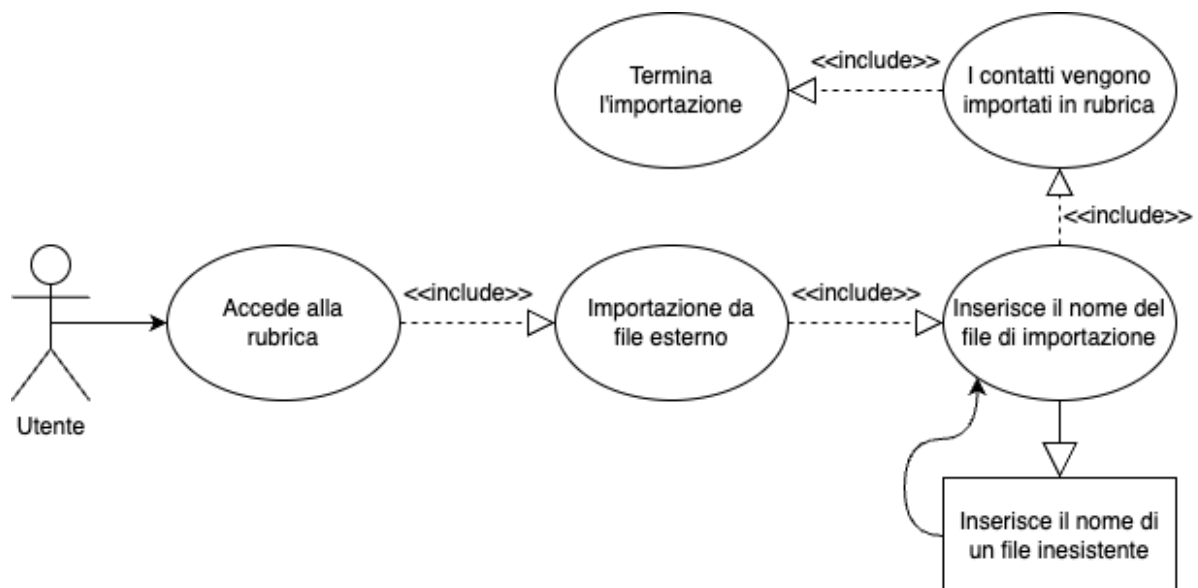 Termina
l'importazione
<<include>>
I contatti vengono
importati in rubrica
<<include>>
Utente
Accede alla
rubrica
<<include>>
Importazione da
file esterno
<<include>>
Inserisce il nome del
file di importazione
Inserisce il nome di
un file inesistente